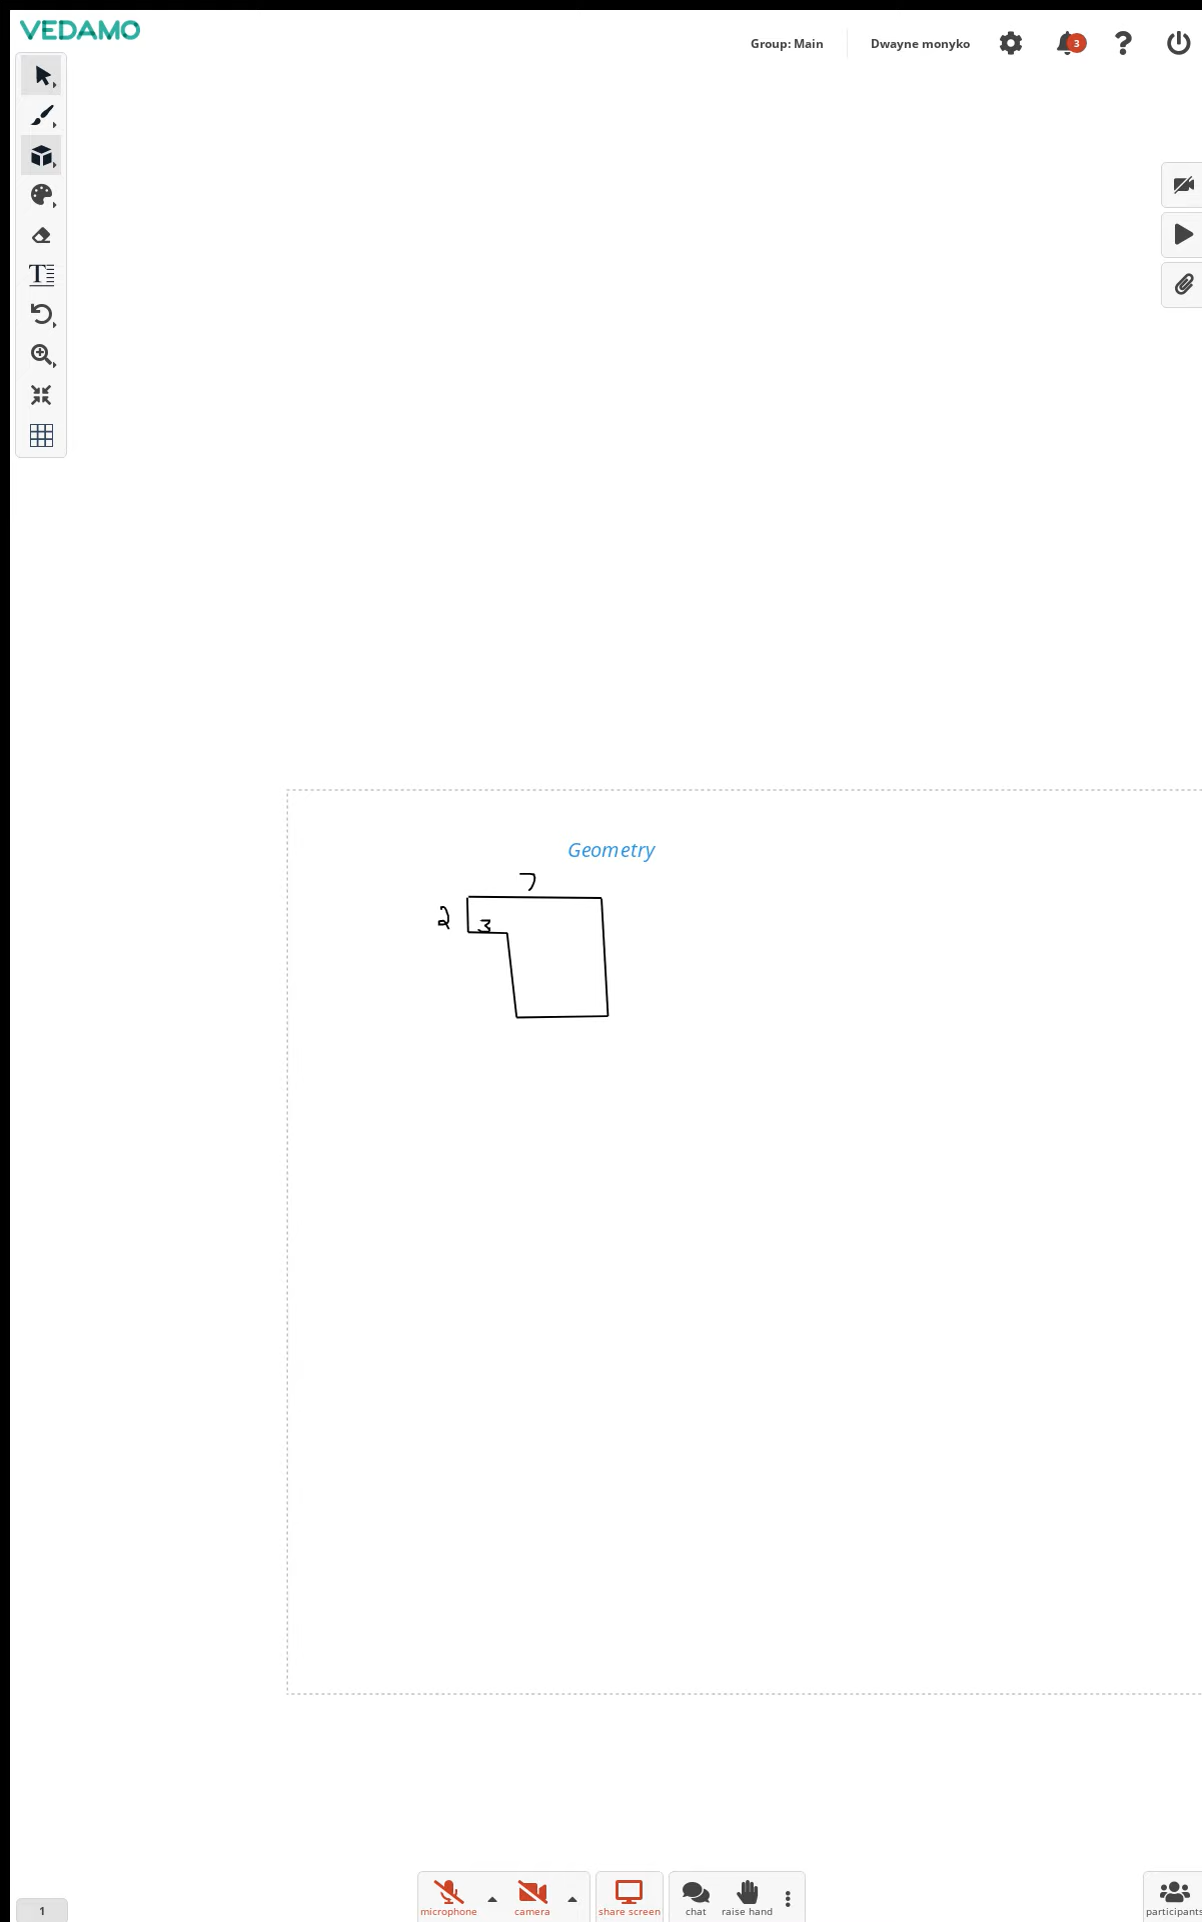 VEDAMO
Group: Main
Dwayne monyko
3
T
Geometry
7
2
3
1
microphone
camera
share screen
chat
raise hand
participants